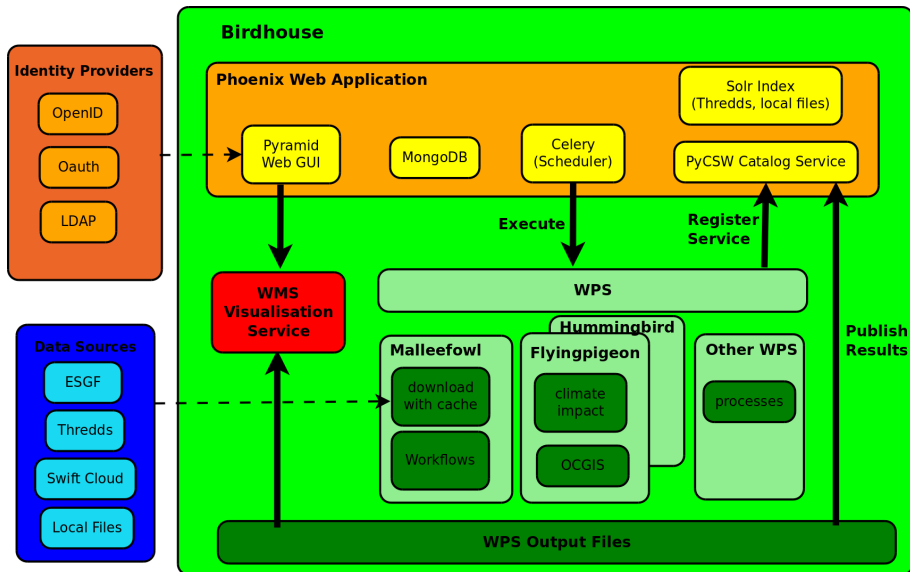 Birdhouse
Identity Providers
OpenID
Oauth
LDAP
Phoenix Web Application
Pyramid
Web GUI
MongoDB
Celery
(Scheduler)
Solr Index
(Thredds, local files)
PyCSW Catalog Service
Execute
Register
Service
WMS
Visualisation
Service
WPS
Publish
Results
Data Sources
ESGF
Thredds
Swift Cloud
Local Files
Malleefowl
download
with cache
Workflows
Hummingbird
Flyingpigeon
climate
impact
OCGIS
Other WPS
processes
WPS Output Files